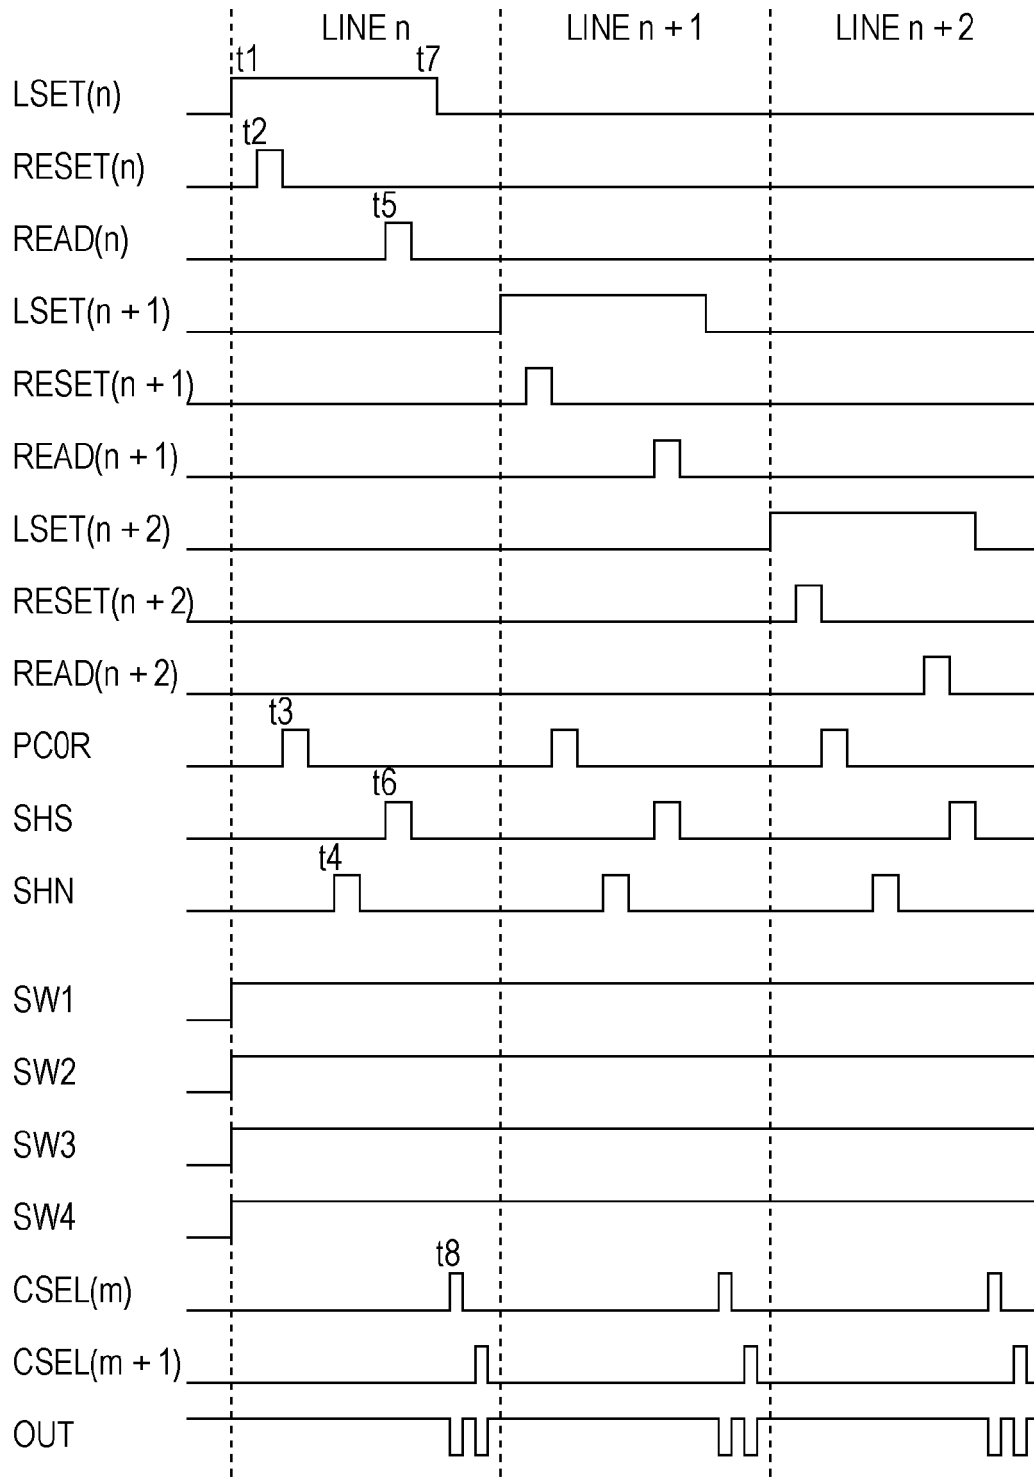 LINE n LINE n + 1 LINE n + 2
t1 t7
LSET(n)
t2
RESET(n)
t5
READ(n)
LSET(n + 1)
RESET(n + 1)
READ(n + 1)
LSET(n + 2)
RESET(n + 2)
READ(n + 2)
t3
PC0R
t6
SHS
t4
SHN
SW1
SW2
SW3
SW4
t8
CSEL(m)
CSEL(m + 1)
OUT